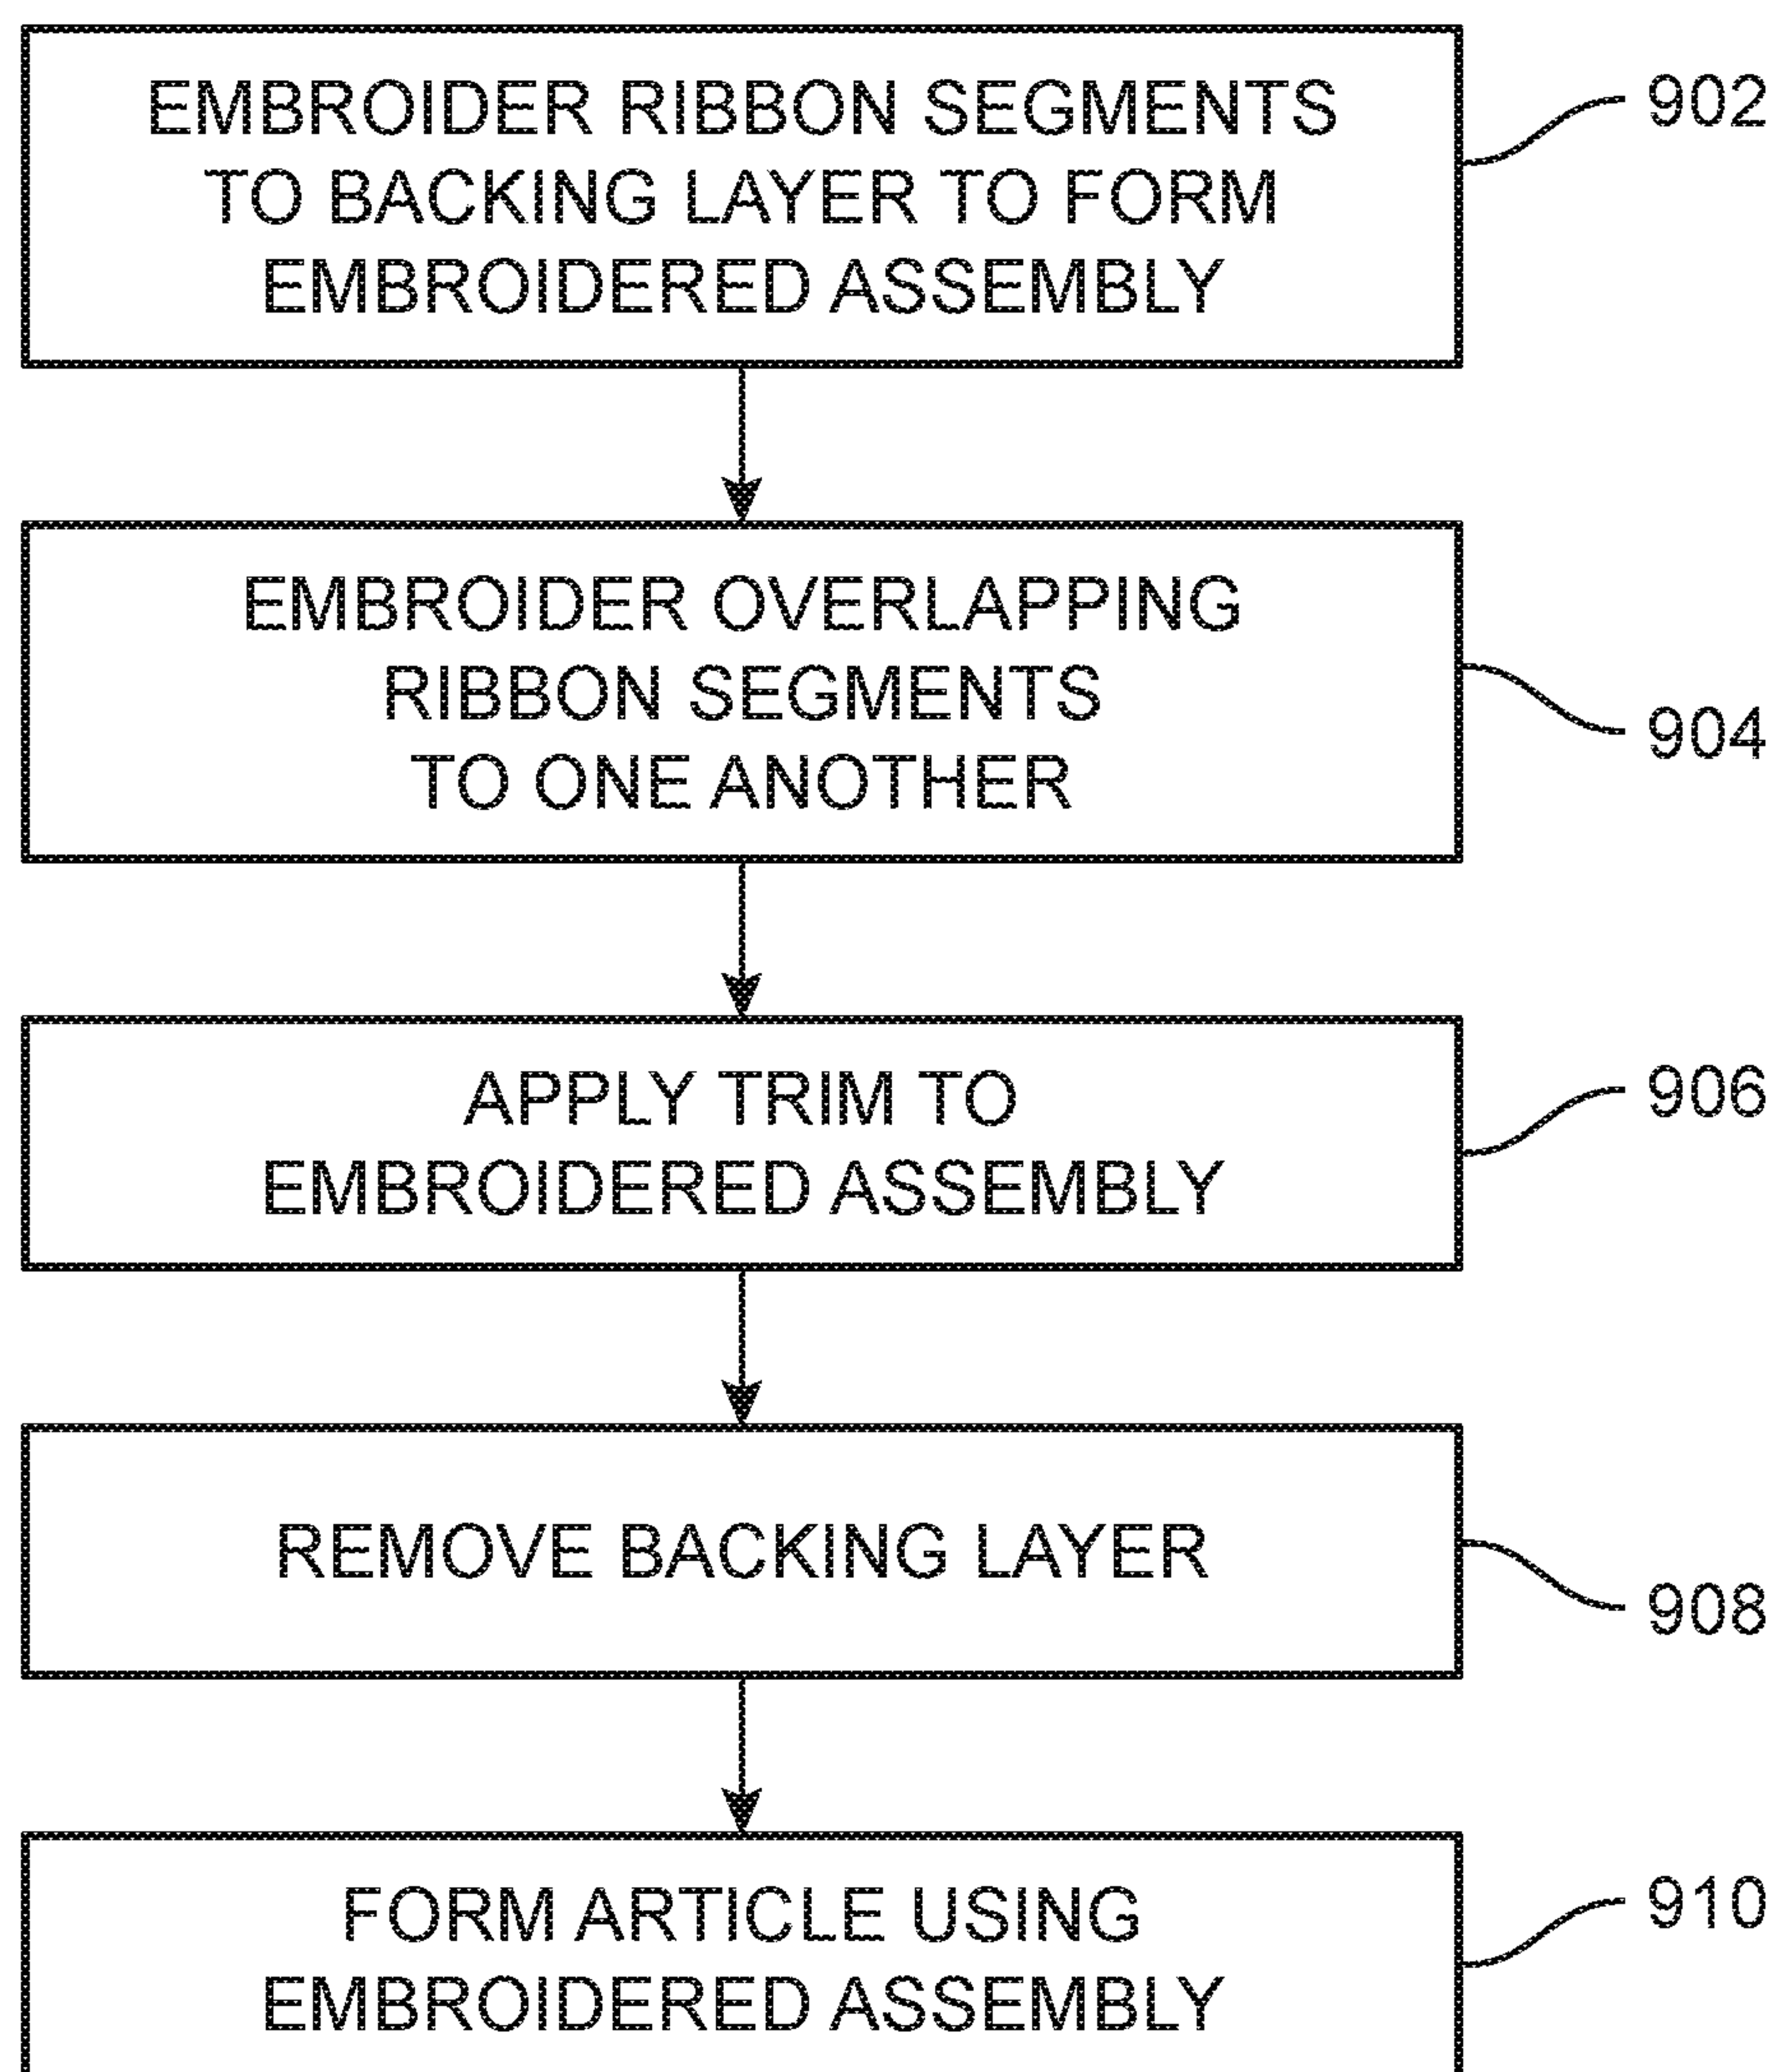 EMBROIDER RIBBON SEGMENTS
TO BACKING LAYER TO FORM
EMBROIDERED ASSEMBLY
902
EMBROIDER OVERLAPPING
RIBBON SEGMENTS
TO ONE ANOTHER
904
APPLY TRIM TO
EMBROIDERED ASSEMBLY
906
REMOVE BACKING LAYER
908
FORM ARTICLE USING
EMBROIDERED ASSEMBLY
910